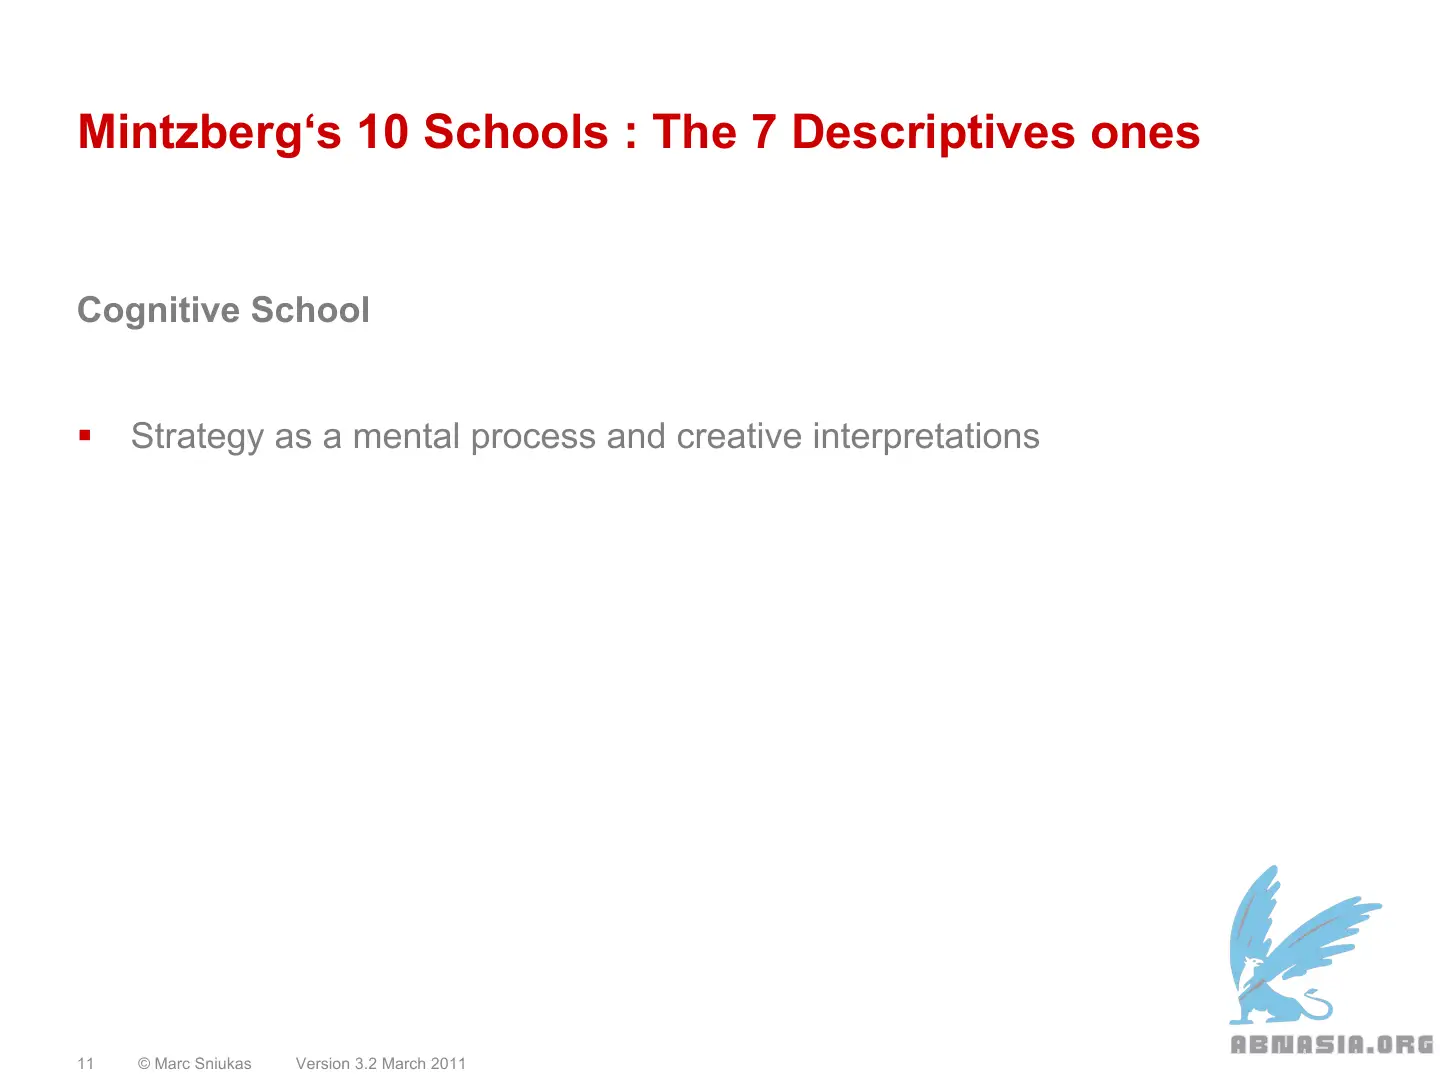 Mintzberg‘s 10 Schools : The 7 Descriptives ones
Cognitive School
▪ Strategy as a mental process and creative interpretations
11 © Marc Sniukas Version 3.2 March 2011
ABNASIA.ORG